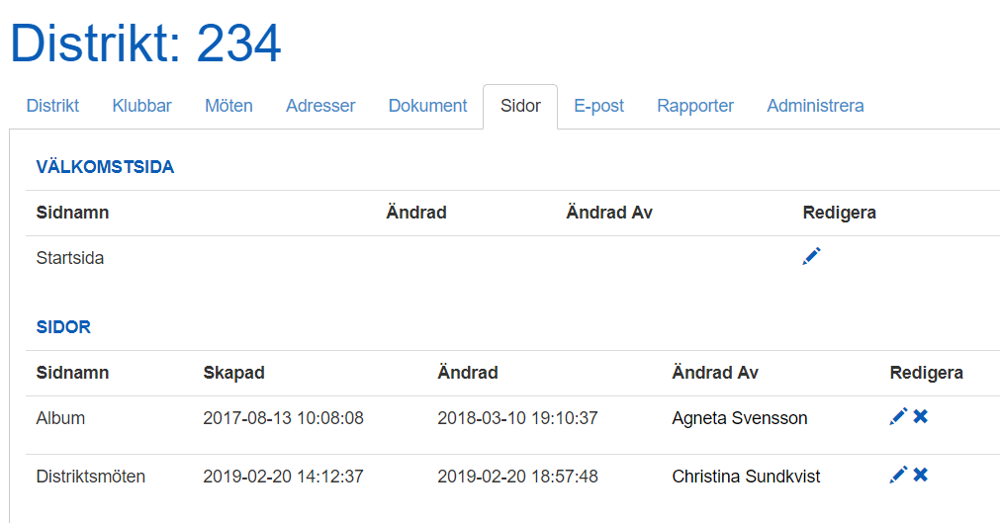 Distrikt: 234
Distrikt Klubbar Möten Adresser Dokument Sidor E-post Rapporter Administrera
VÄLKOMSTSIDA
Sidnamn Ändrad Ändrad Av Redigera
Startsida
SIDOR
Sidnamn Skapad Ändrad Ändrad Av Redigera
Album 2017-08-13 10:08:08 2018-03-10 19:10:37 Agneta Svensson
Distriktsmöten 2019-02-20 14:12:37 2019-02-20 18:57:48 Christina Sundkvist